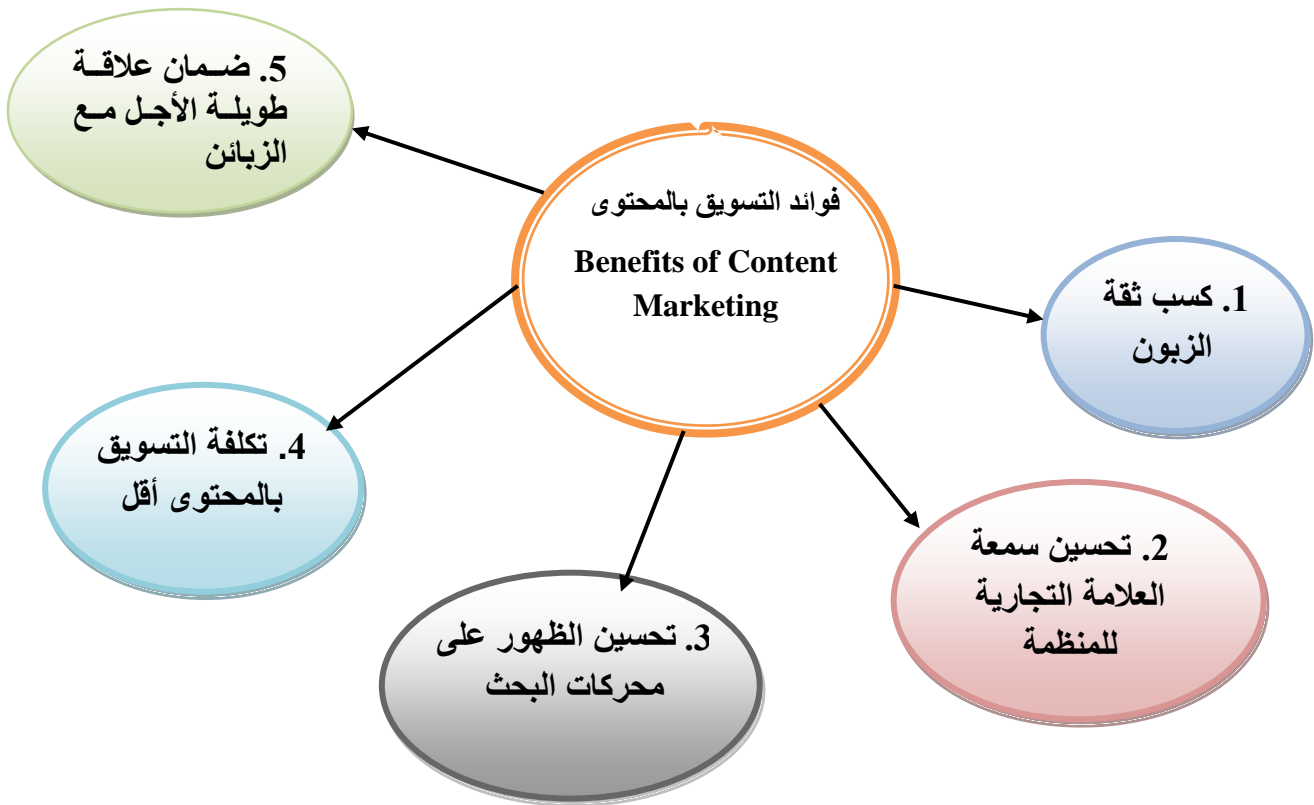 فوائد التسويق بالمحتوى
Benefits of Content
Marketing
1. كسب ثقة
الزبون
2. تحسين سمعة
العلامة التجارية
للمنظمة
3. تحسين الظهور على
محركات البحث
4. تكلفة التسويق
بالمحتوى أقل
5. ضمان علاقة
طويلة الأجل مع
الزبائن